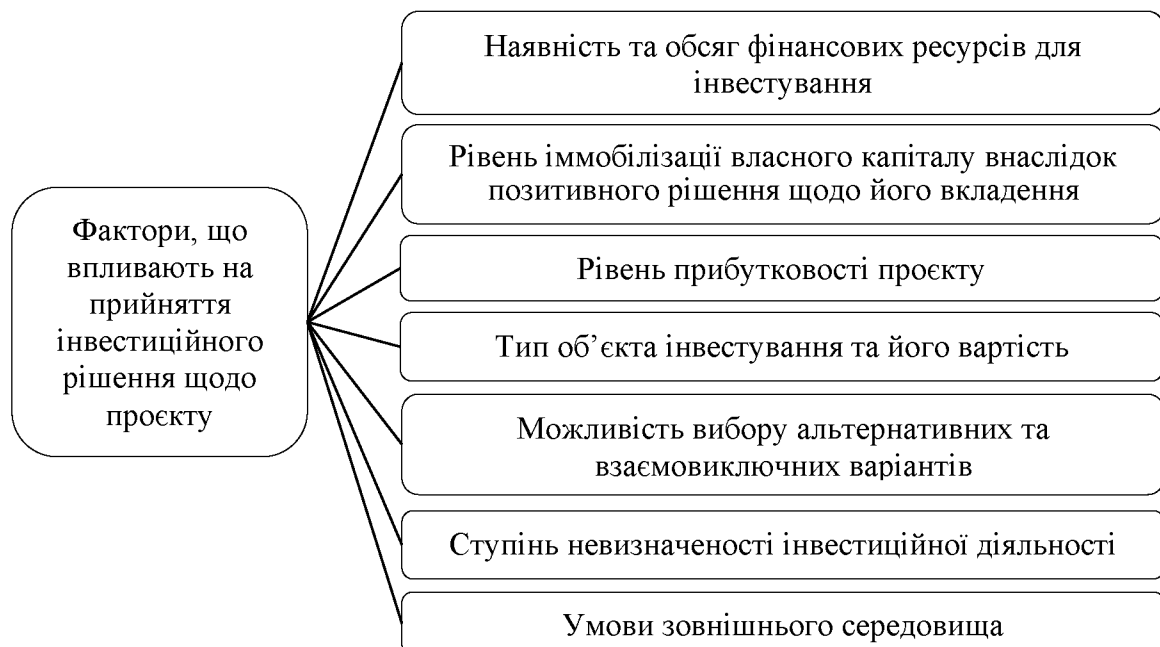 Фактори, що
впливають на
прийняття
інвестиційного
рішення щодо
проєкту
Наявність та обсяг фінансових ресурсів для
інвестування
Рівень іммобілізації власного капіталу внаслідок
позитивного рішення щодо його вкладення
Рівень прибутковості проєкту
Тип об’єкта інвестування та його вартість
Можливість вибору альтернативних та
взаємовиключних варіантів
Ступінь невизначеності інвестиційної діяльності
Умови зовнішнього середовища